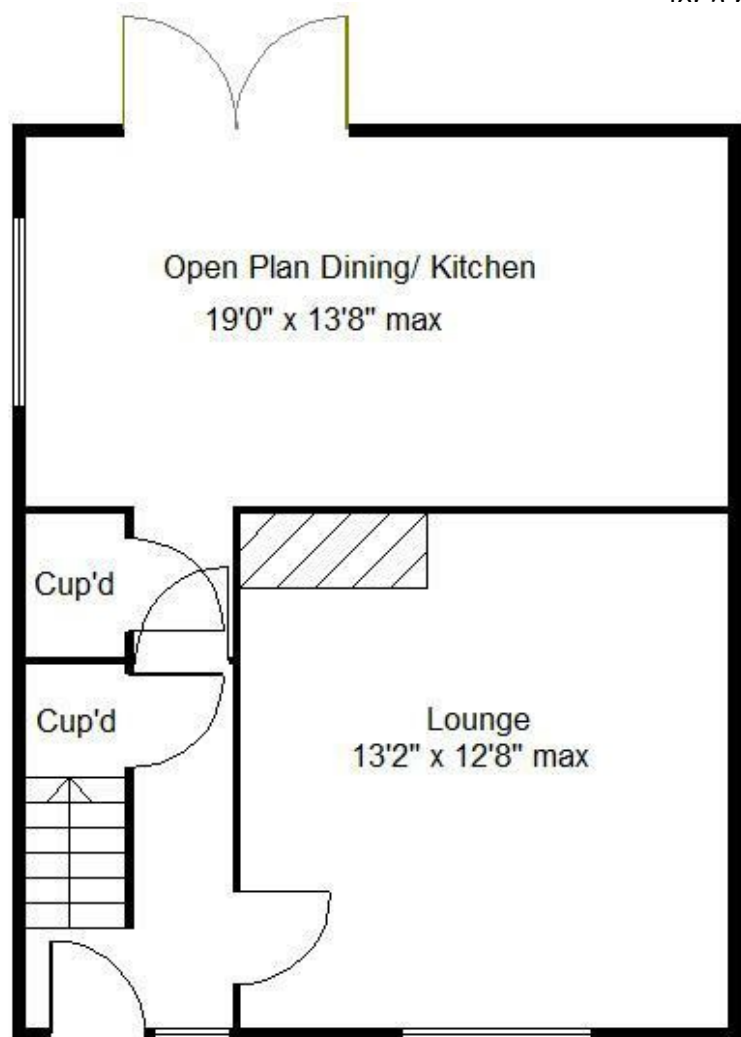 Open Plan Dining/ Kitchen
19'0" x 13'8" max
Cup'd
Cup'd
Lounge
13'2" x 12'8" max